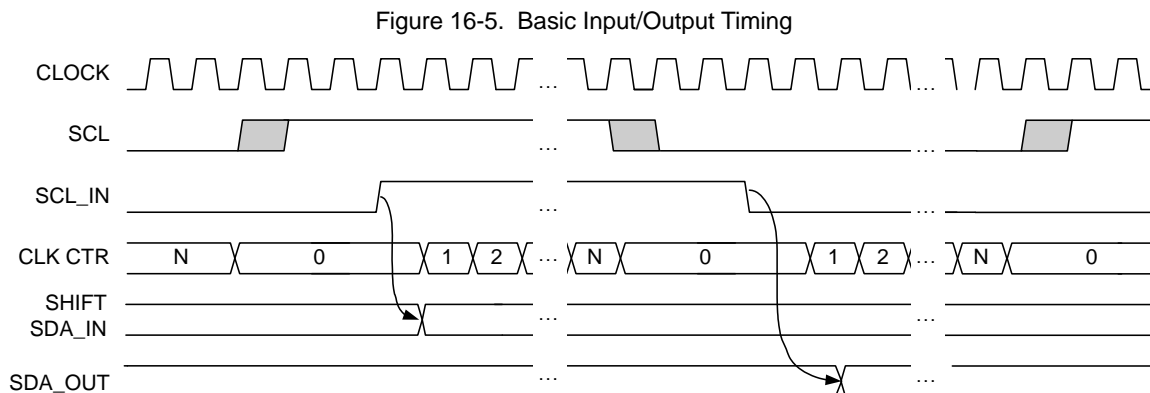 Figure 16-5. Basic Input/Output Timing
CLOCK ... ...
SCL ... ...
SCL_IN ... ...
CLK CTR N 0 1 2 ... N 0 1 2 ... N 0
SHIFT
SDA_IN ... ...
SDA_OUT ... ...